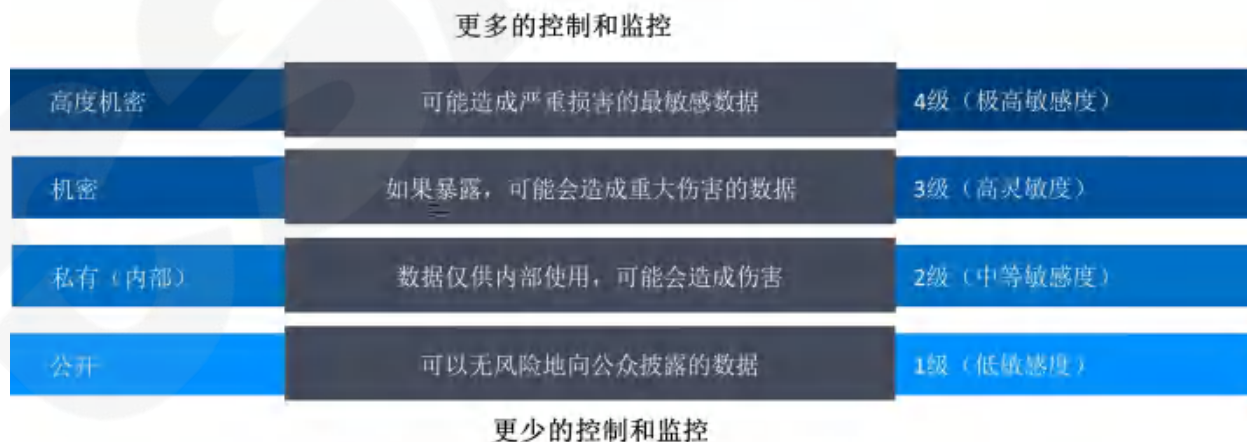 更多的控制和监控
高度机密 可能造成严重损害的最敏感数据 4级（极高敏感度）
机密 如果暴露，可能会造成重大伤害的数据 3级（高灵敏度）
私有（内部） 数据仅供内部使用，可能会造成伤害 2级（中等敏感度）
公开 可以无风险地向公众披露的数据 1级（低敏感度）
更少的控制和监控